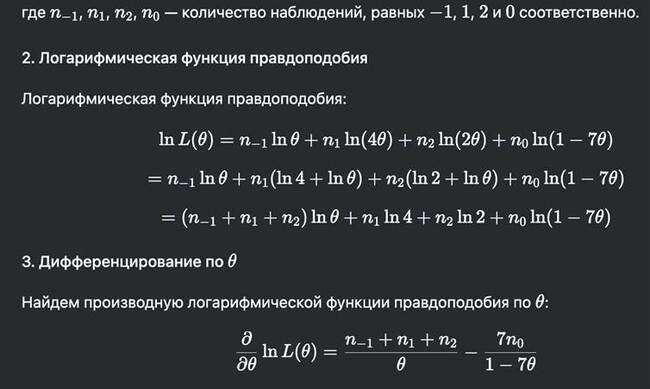 где n₋₁, n₁, n₂, n₀ — количество наблюдений, равных −1, 1, 2 и 0 соответственно.
2. Логарифмическая функция правдоподобия
Логарифмическая функция правдоподобия:
ln L(θ) = n₋₁ ln θ + n₁ ln(4θ) + n₂ ln(2θ) + n₀ ln(1 − 7θ)
= n₋₁ ln θ + n₁(ln 4 + ln θ) + n₂(ln 2 + ln θ) + n₀ ln(1 − 7θ)
= (n₋₁ + n₁ + n₂) ln θ + n₁ ln 4 + n₂ ln 2 + n₀ ln(1 − 7θ)
3. Дифференцирование по θ
Найдем производную логарифмической функции правдоподобия по θ:
∂/∂θ ln L(θ) = (n₋₁ + n₁ + n₂)/θ − 7n₀/(1 − 7θ)